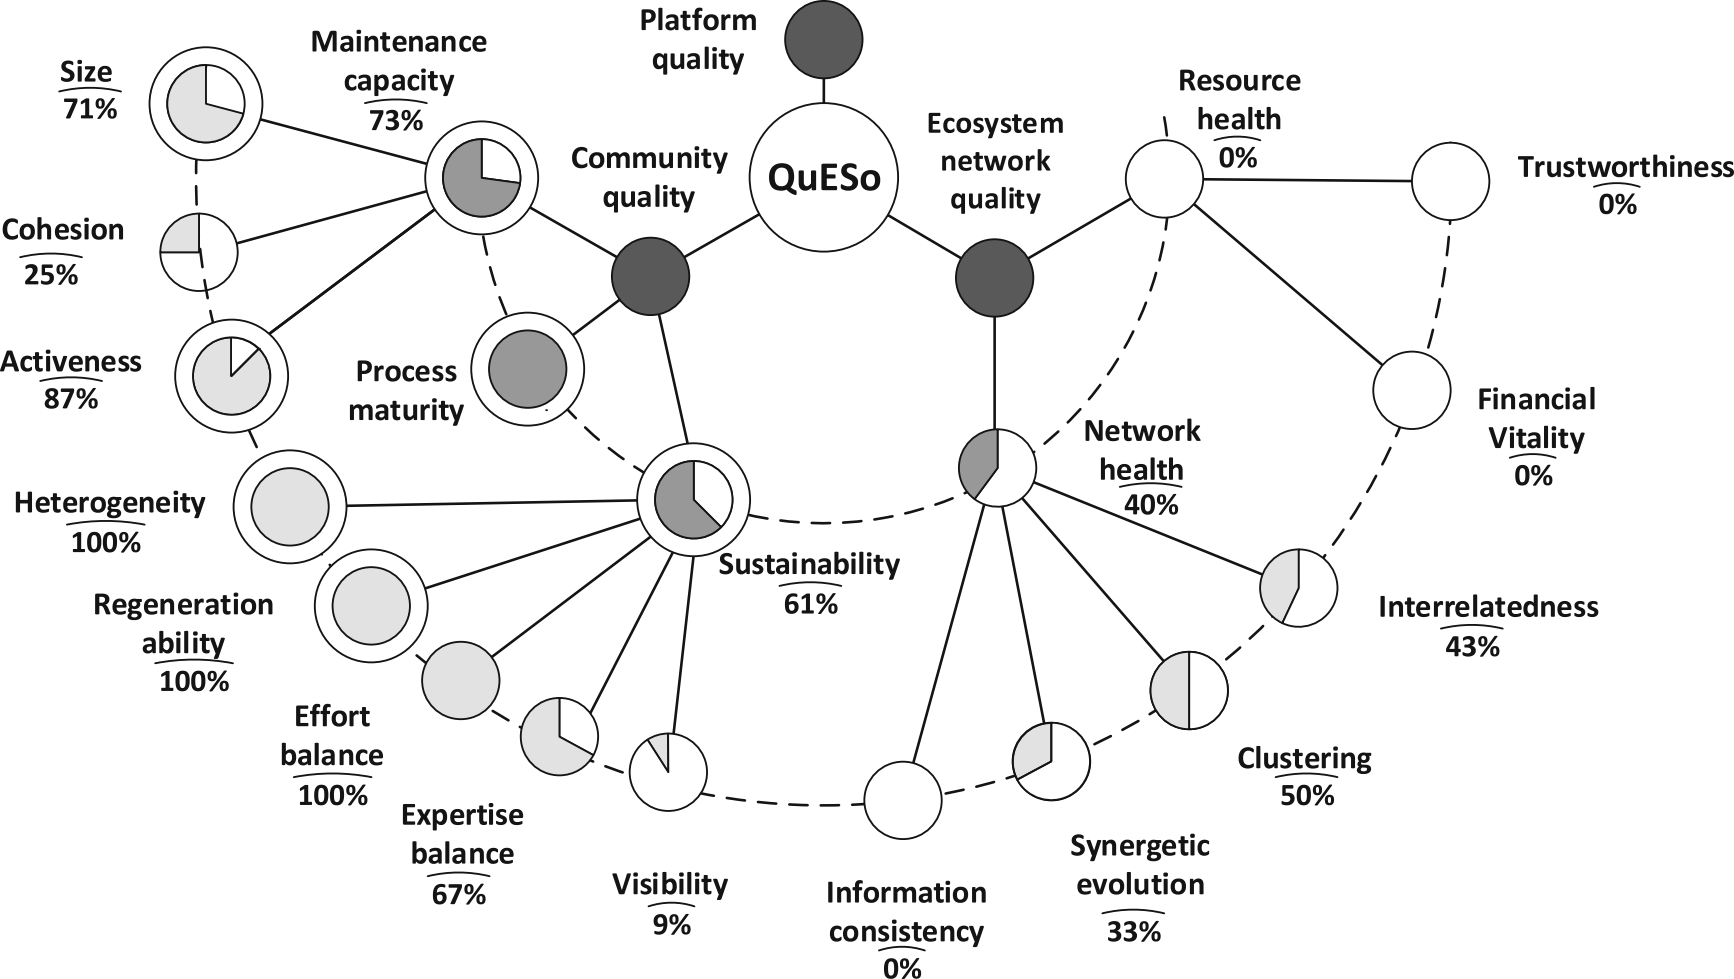 Platform
quality
QuESo
Maintenance
capacity
73%
Size
71%
Cohesion
25%
Activeness
87%
Community
quality
Process
maturity
Ecosystem
network
quality
Resource
health
0%
Trustworthiness
0%
Financial
Vitality
0%
Network
health
40%
Heterogeneity
100%
Sustainability
61%
Regeneration
ability
100%
Interrelatedness
43%
Effort
balance
100%
Clustering
50%
Expertise
balance
67%
Visibility
9%
Information
consistency
0%
Synergetic
evolution
33%